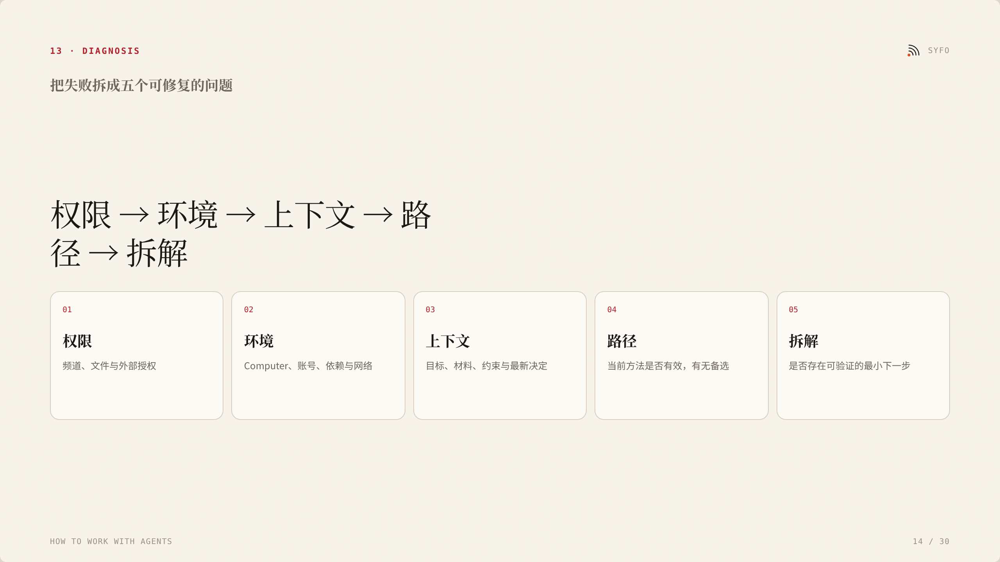 13 · DIAGNOSIS
SYFO
把失败拆成五个可修复的问题
权限 → 环境 → 上下文 → 路
径 → 拆解
01
权限
频道、文件与外部授权
02
环境
Computer、账号、依赖与网络
03
上下文
目标、材料、约束与最新决定
04
路径
当前方法是否有效，有无备选
05
拆解
是否存在可验证的最小下一步
HOW TO WORK WITH AGENTS
14 / 30